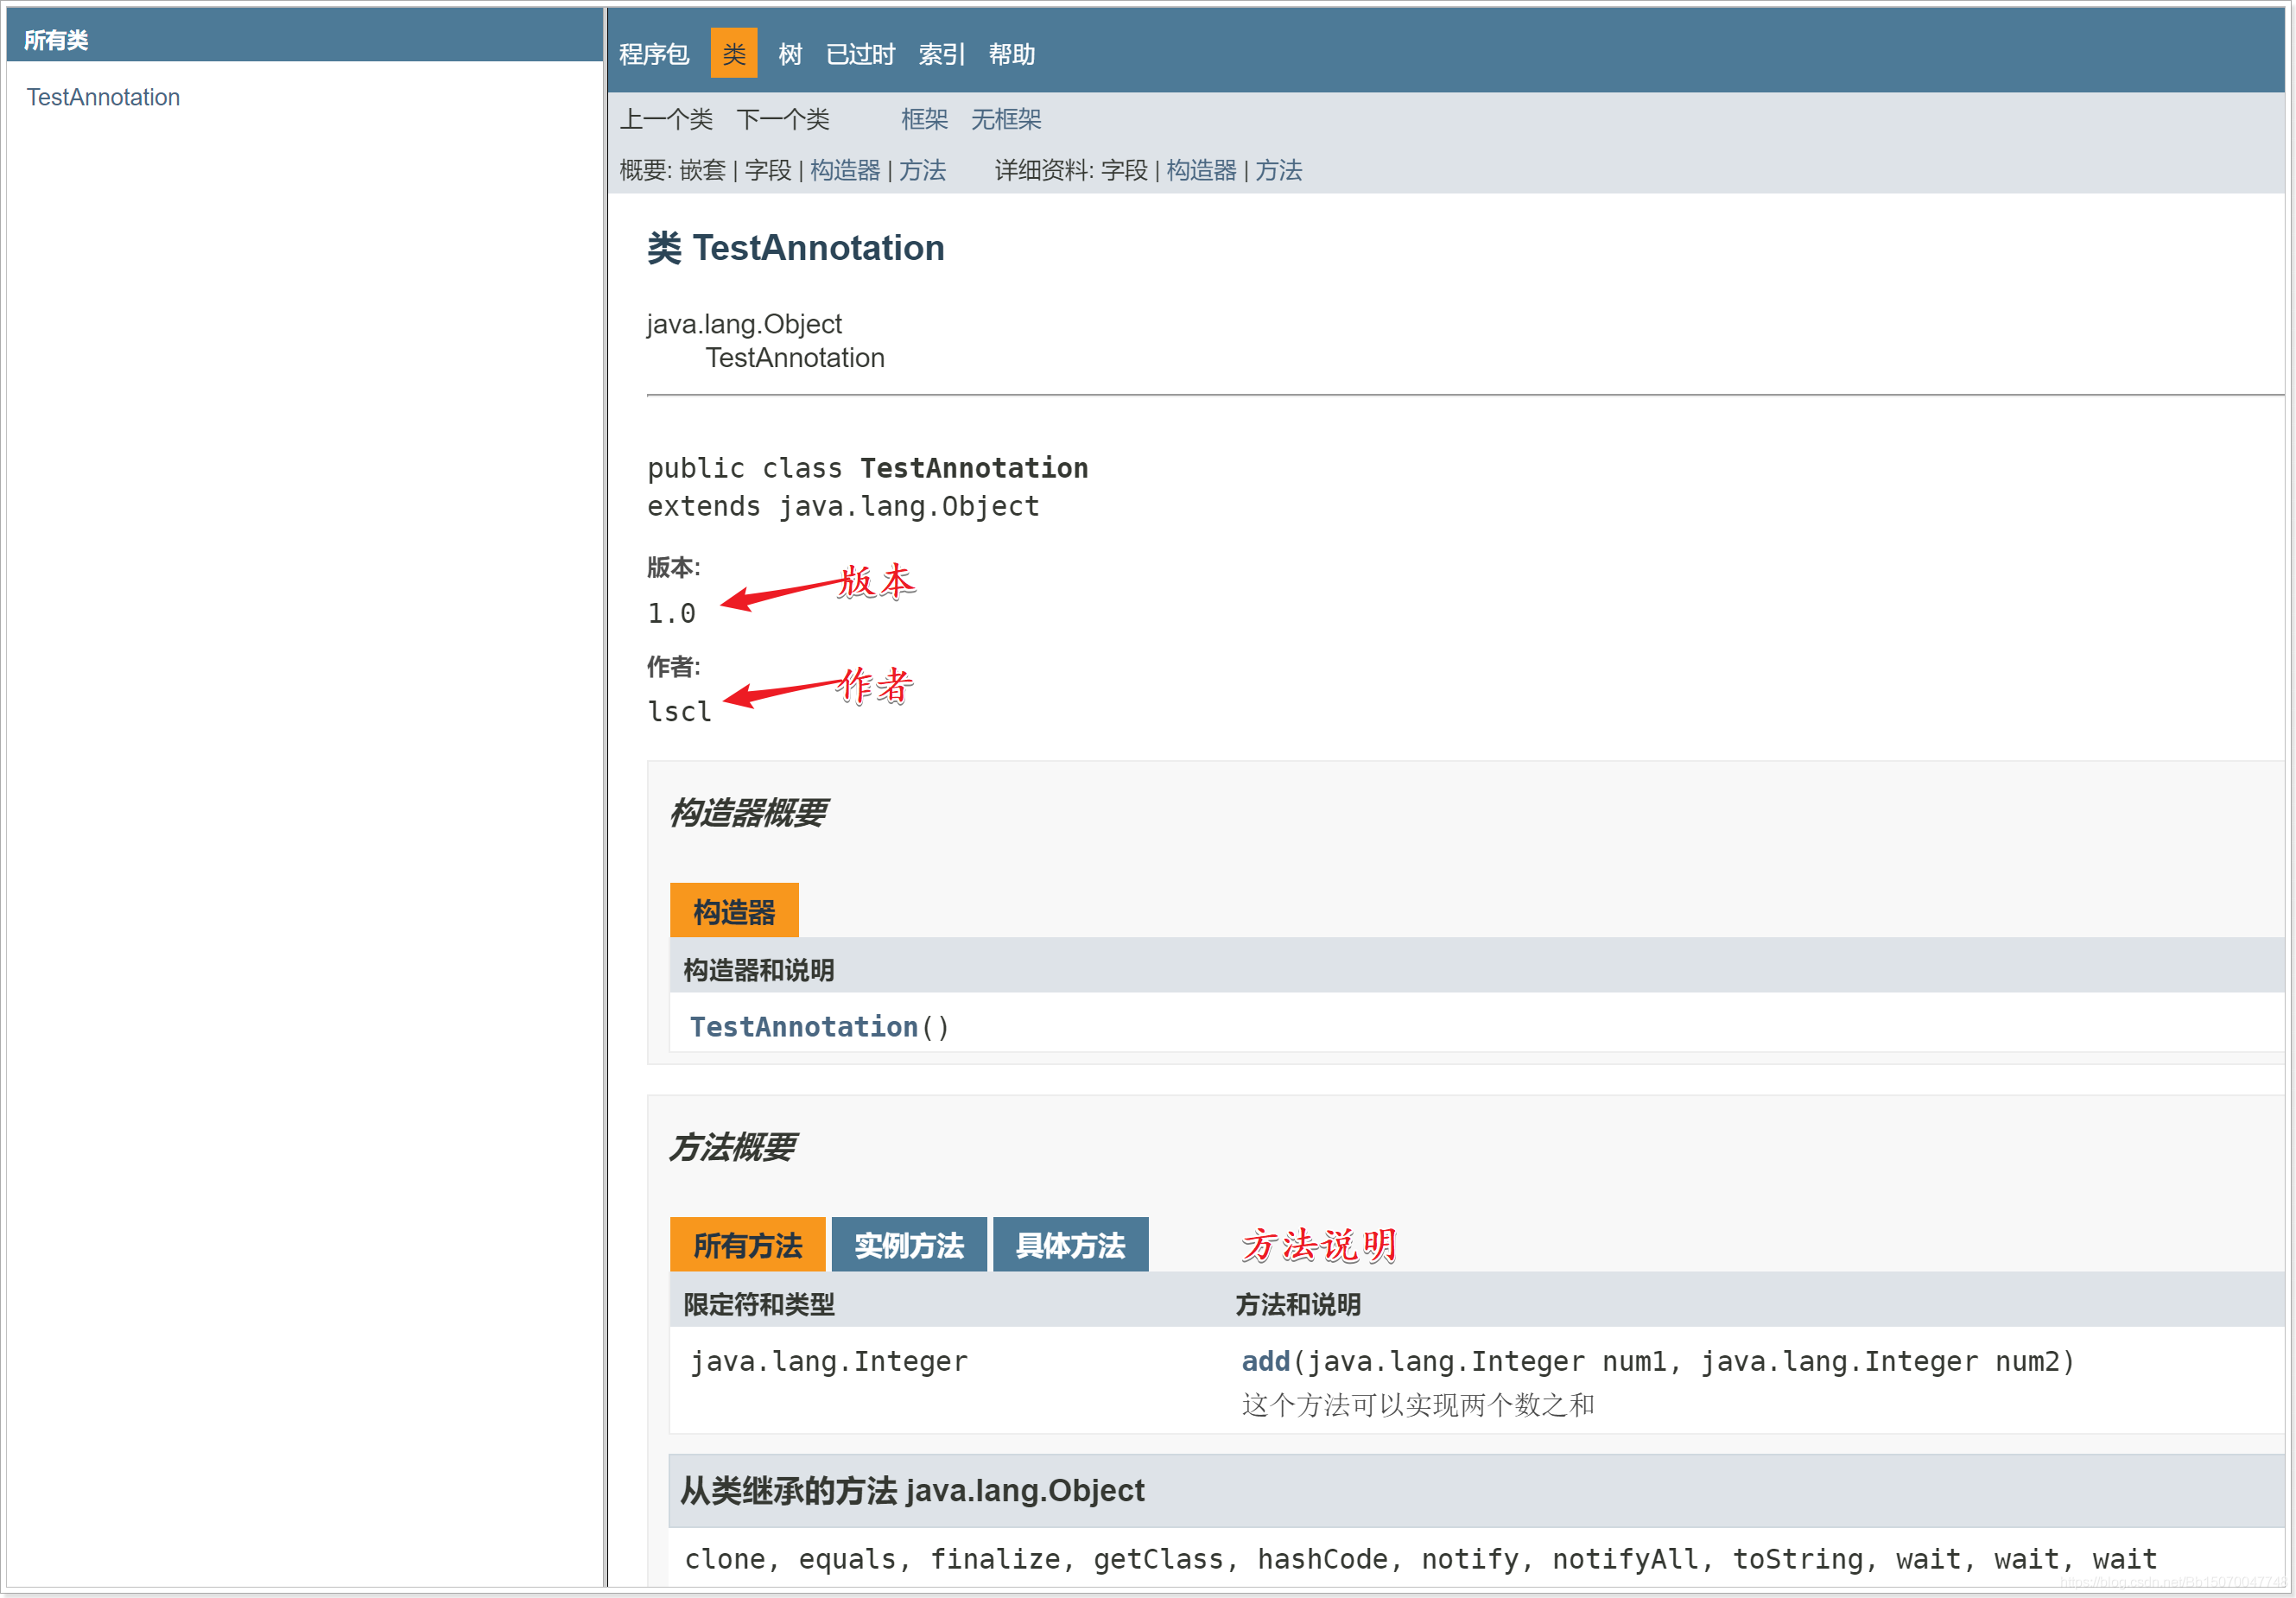 所有类
TestAnnotation
程序包 类 树 已过时 索引 帮助
上一个类 下一个类 框架 无框架
概要: 嵌套 | 字段 | 构造器 | 方法 详细资料: 字段 | 构造器 | 方法
类 TestAnnotation
java.lang.Object
TestAnnotation
public class TestAnnotation
extends java.lang.Object
版本:
版本
1.0
作者:
作者
lscl
构造器概要
构造器
构造器和说明
TestAnnotation()
方法概要
所有方法 实例方法 具体方法 方法说明
限定符和类型 方法和说明
java.lang.Integer add(java.lang.Integer num1, java.lang.Integer num2)
这个方法可以实现两个数之和
从类继承的方法 java.lang.Object
clone, equals, finalize, getClass, hashCode, notify, notifyAll, toString, wait, wait, wait